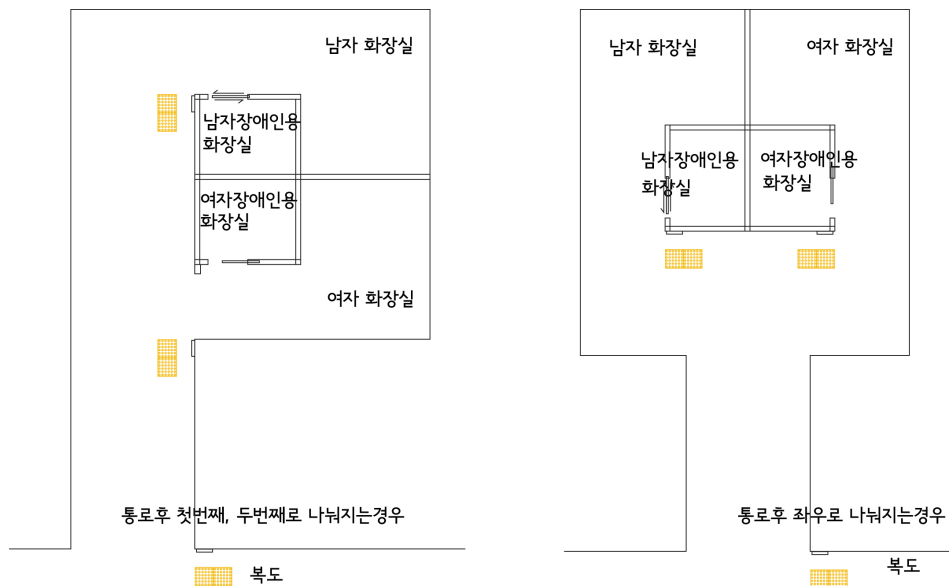 남자 화장실
남자장애인용
화장실
여자장애인용
화장실
여자 화장실
통로후 첫번째, 두번째로 나눠지는경우
복도
남자 화장실
여자 화장실
남자장애인용
화장실
여자장애인용
화장실
통로후 좌우로 나눠지는경우
복도